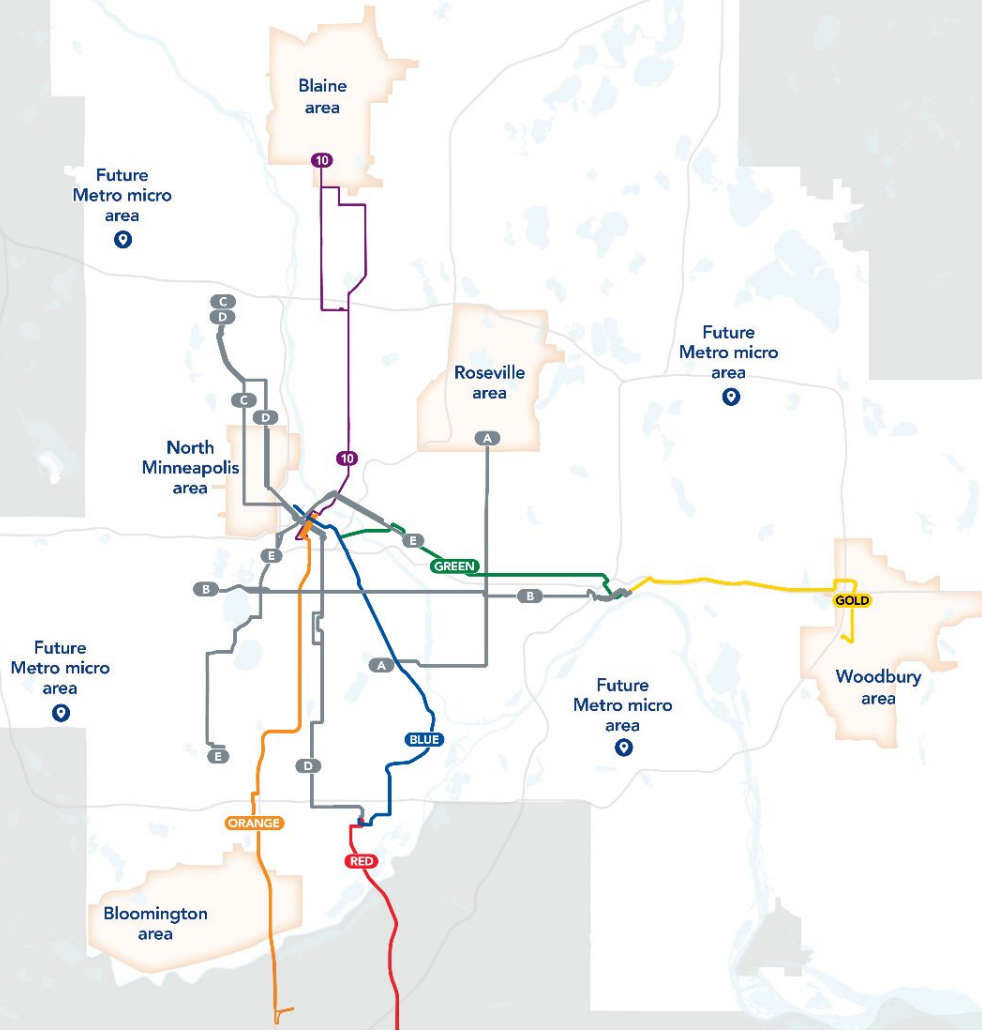 Blaine
area
10
Future
Metro micro
area
C
D
Future
Metro micro
area
Roseville
area
C
D
A
North
Minneapolis
area
10
E
E
GREEN
B
B
GOLD
Future
Metro micro
area
A
Woodbury
area
Future
Metro micro
area
BLUE
E
D
ORANGE
RED
Bloomington
area